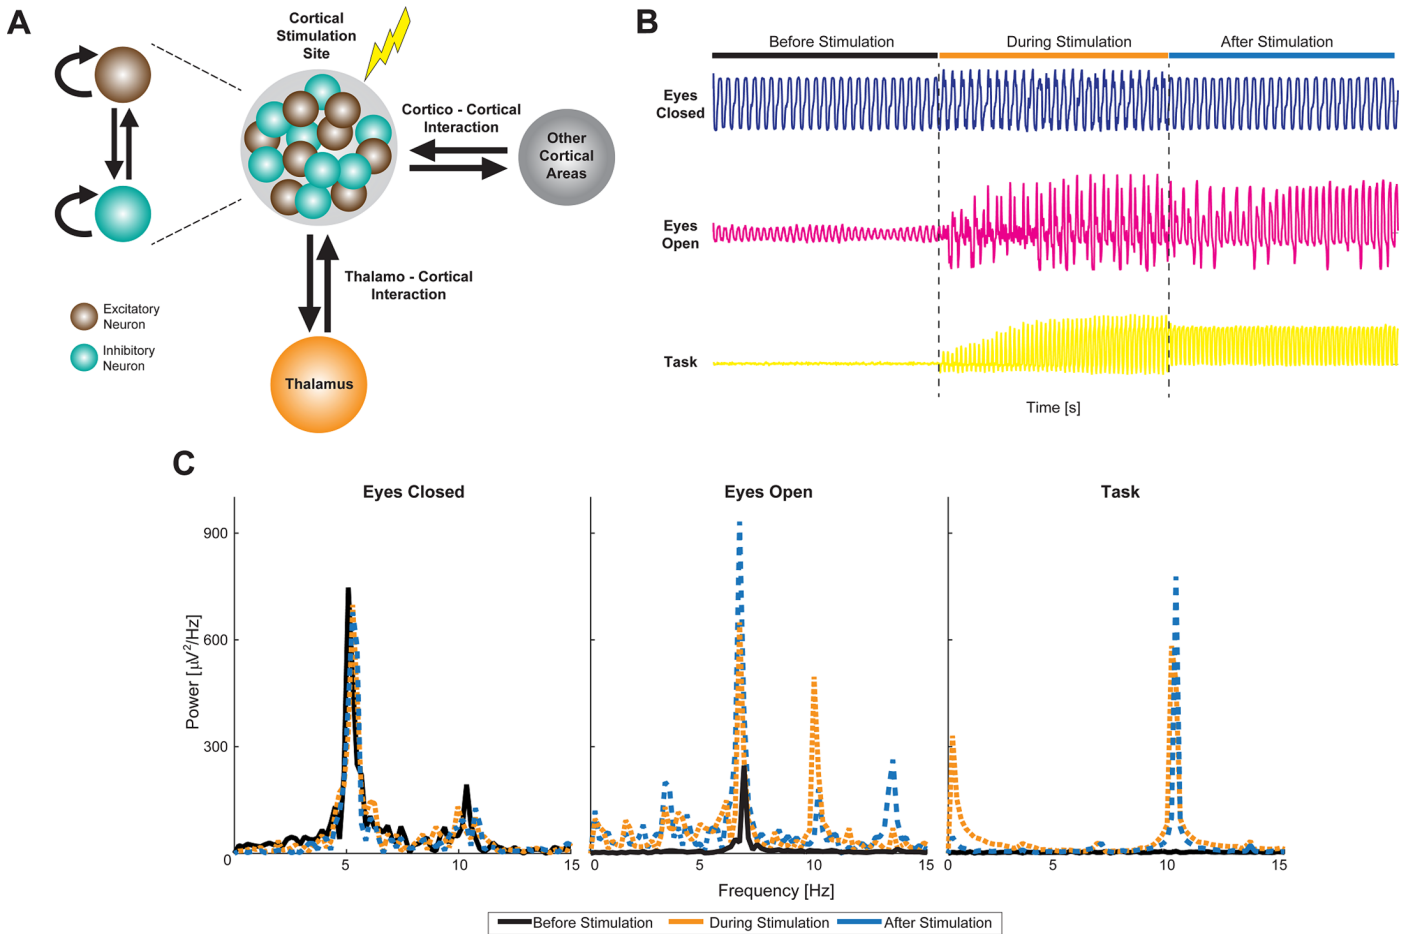 A
Cortical
Stimulation
Site
Cortico - Cortical
Interaction
Other
Cortical
Areas
Thalamo - Cortical
Interaction
Excitatory
Neuron
Inhibitory
Neuron
Thalamus
B
Before Stimulation
During Stimulation
After Stimulation
Eyes
Closed
Eyes
Open
Task
Time [s]
C
Eyes Closed
Eyes Open
Task
900
600
300
0
Power [µV²/Hz]
5
10
15
0
5
10
15
0
5
10
15
Frequency [Hz]
Before Stimulation
During Stimulation
After Stimulation